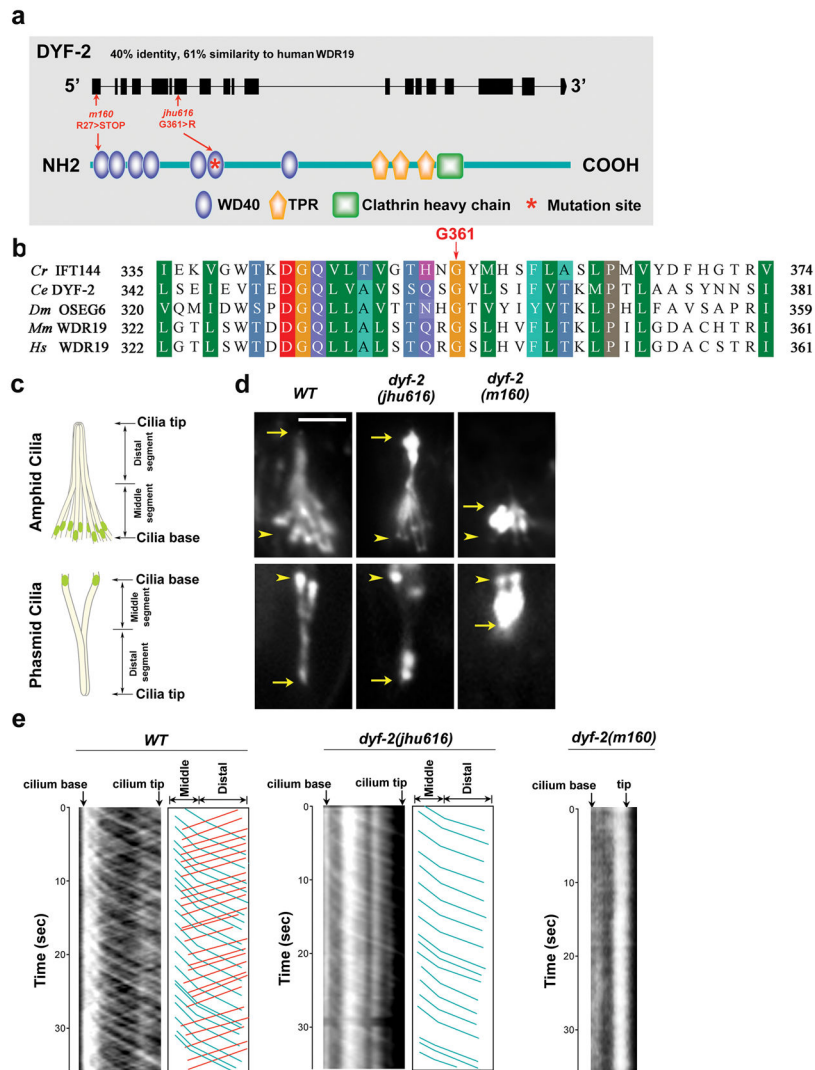 a
DYF-2 40% identity, 61% similarity to human WDR19
5’ 3’
m160 jhu616
R27>STOP G361>R
NH2 COOH
WD40 TPR Clathrin heavy chain * Mutation site
b
G361
Cr IFT144 335 I E K V G W T K D G Q V L T V G T H N G Y M H S F L A S L P M V Y D F H G T R V 374
Ce DYF-2 342 L S E I E V T E D G Q L V A V S S Q S G V L S I F V T K M P T L A A S Y N N S I 381
Dm OSEG6 320 V Q M I D W S P D G Q L L A V T T N H G T V Y I Y V T K L P H L F A V S A P R I 359
Mm WDR19 322 L G T L S W T D D G Q L L A L S T Q R G S L H V F L T K L P I L G D A C H T R I 361
Hs WDR19 322 L G T L S W T D D G Q L L A L S T Q R G S L H V F L T K L P I L G D A C S T R I 361
c
Amphid Cilia
Cilia tip
Distal segment
Middle segment
Cilia base
Phasmid Cilia
Cilia base
Middle segment
Distal segment
Cilia tip
d
WT dyf-2 (jhu616) dyf-2 (m160)
e
WT dyf-2(jhu616) dyf-2(m160)
cilium base cilium tip Middle Distal
cilium base cilium tip Middle Distal
cilium base tip
Time (sec)
0
10
20
30
Time (sec)
0
10
20
30
Time (sec)
0
10
20
30